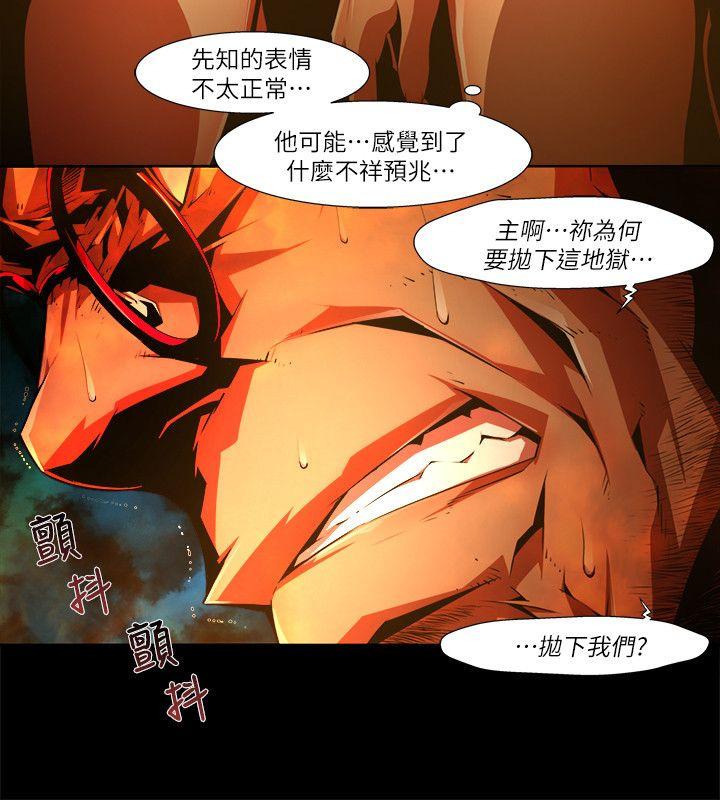 先知的表情
不太正常…
他可能…感覺到了
什麼不祥預兆…
主啊…祢為何
要拋下這地獄…
顫
抖
顫
抖
…拋下我們?